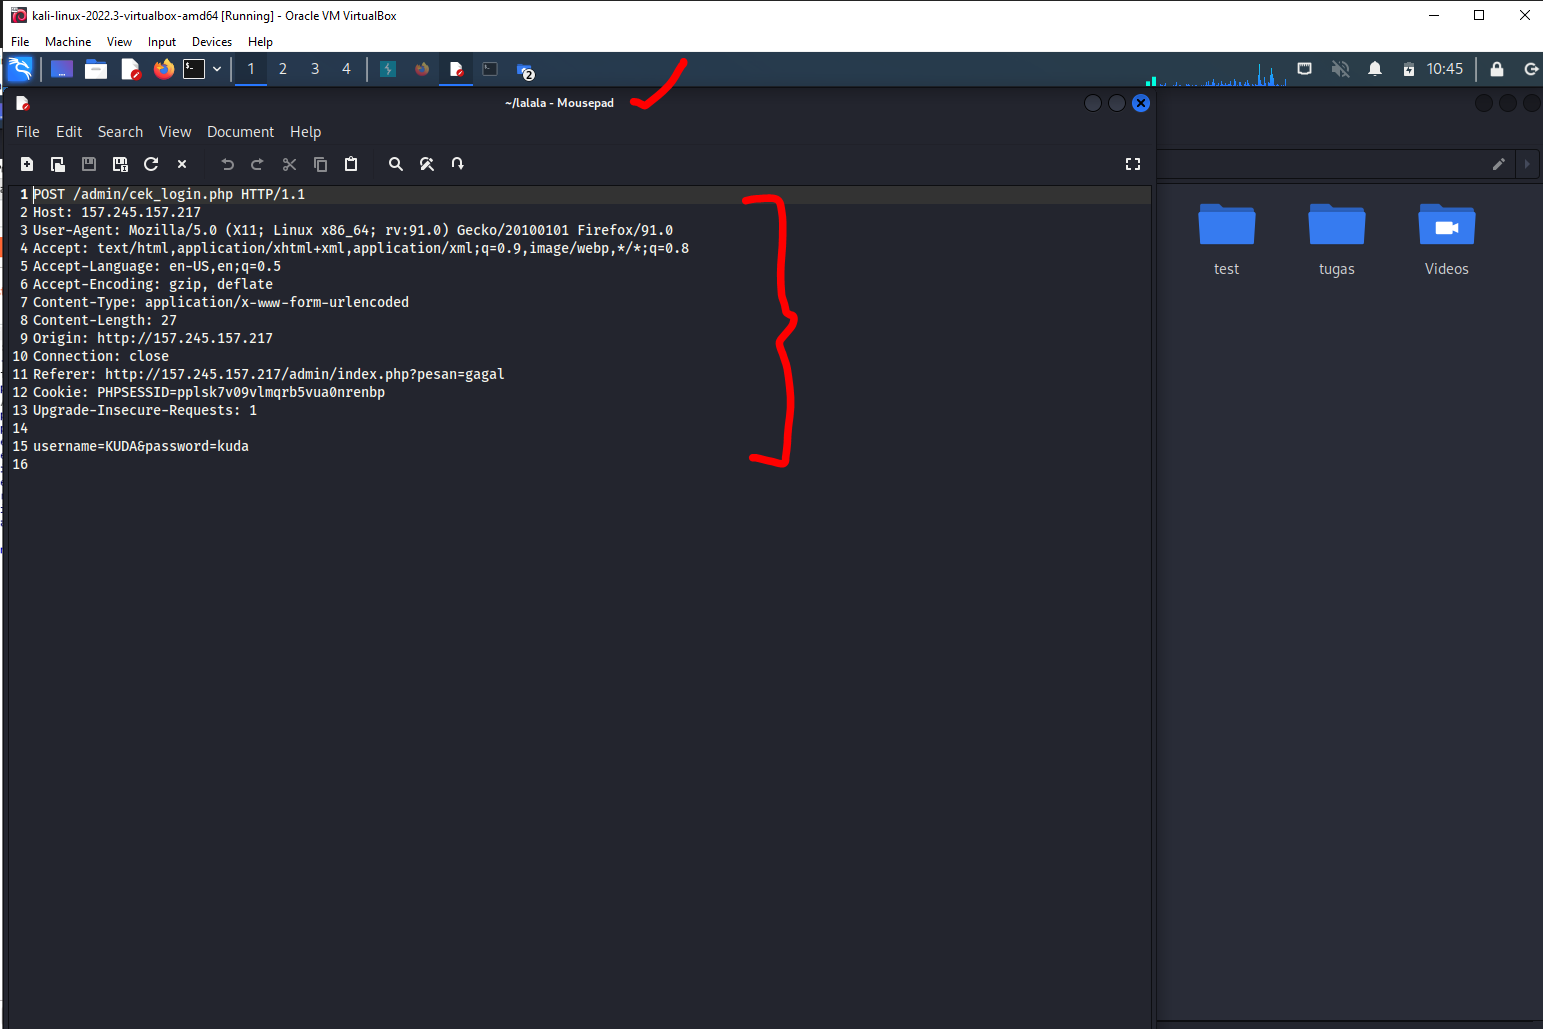 kali-linux-2022.3-virtualbox-amd64 [Running] - Oracle VM VirtualBox
File Machine View Input Devices Help
1 2 3 4 2 10:45
~/lalala - Mousepad
File Edit Search View Document Help
1 POST /admin/cek_login.php HTTP/1.1
2 Host: 157.245.157.217
3 User-Agent: Mozilla/5.0 (X11; Linux x86_64; rv:91.0) Gecko/20100101 Firefox/91.0
4 Accept: text/html,application/xhtml+xml,application/xml;q=0.9,image/webp,*/*;q=0.8
5 Accept-Language: en-US,en;q=0.5
6 Accept-Encoding: gzip, deflate
7 Content-Type: application/x-www-form-urlencoded
8 Content-Length: 27
9 Origin: http://157.245.157.217
10 Connection: close
11 Referer: http://157.245.157.217/admin/index.php?pesan=gagal
12 Cookie: PHPSESSID=pplsk7v09vlmqrb5vua0nrenbp
13 Upgrade-Insecure-Requests: 1
14
15 username=KUDA&password=kuda
16
test tugas Videos